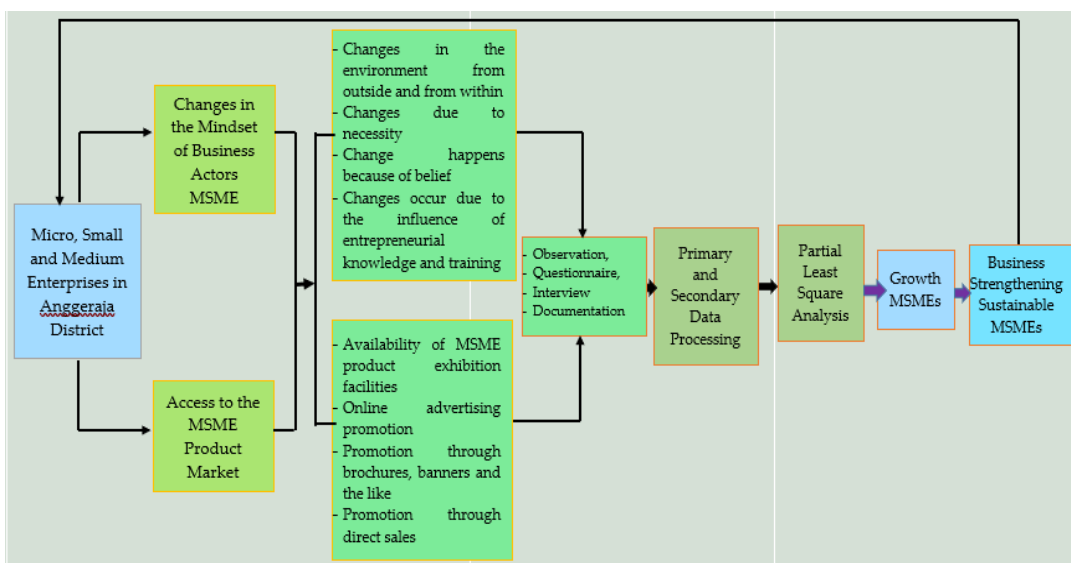 Micro, Small
and Medium
Enterprises in
Anggeraja
District
Changes in
the Mindset
of Business
Actors
MSME
Access to the
MSME
Product
Market
- Changes in the
environment from
outside and from within
- Changes due to
necessity
- Change happens
because of belief
- Changes occur due to
the influence of
entrepreneurial
knowledge and training
- Availability of MSME
product exhibition
facilities
- Online advertising
promotion
- Promotion through
brochures, banners and
the like
- Promotion through
direct sales
- Observation,
- Questionnaire,
- Interview
- Documentation
Primary
and
Secondary
Data
Processing
Partial
Least
Square
Analysis
Growth
MSMEs
Business
Strengthening
Sustainable
MSMEs